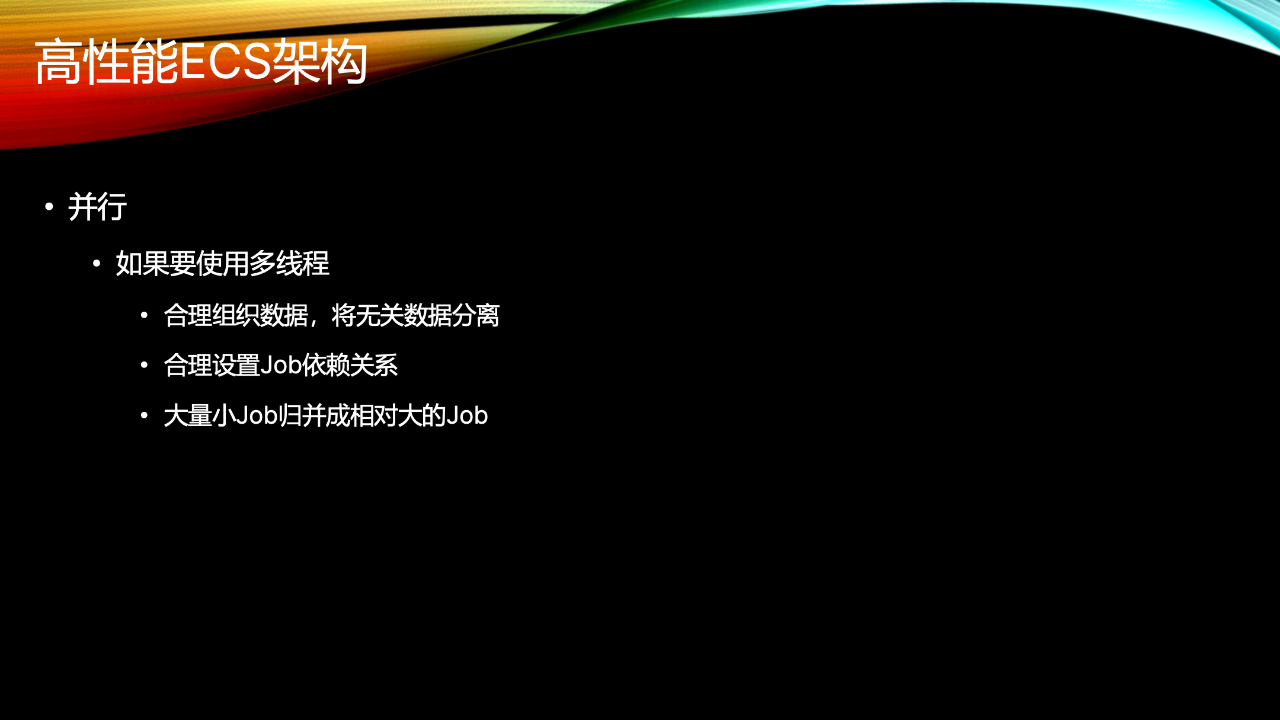 高性能ECS架构
• 并行
• 如果要使用多线程
• 合理组织数据，将无关数据分离
• 合理设置Job依赖关系
• 大量小Job归并成相对大的Job